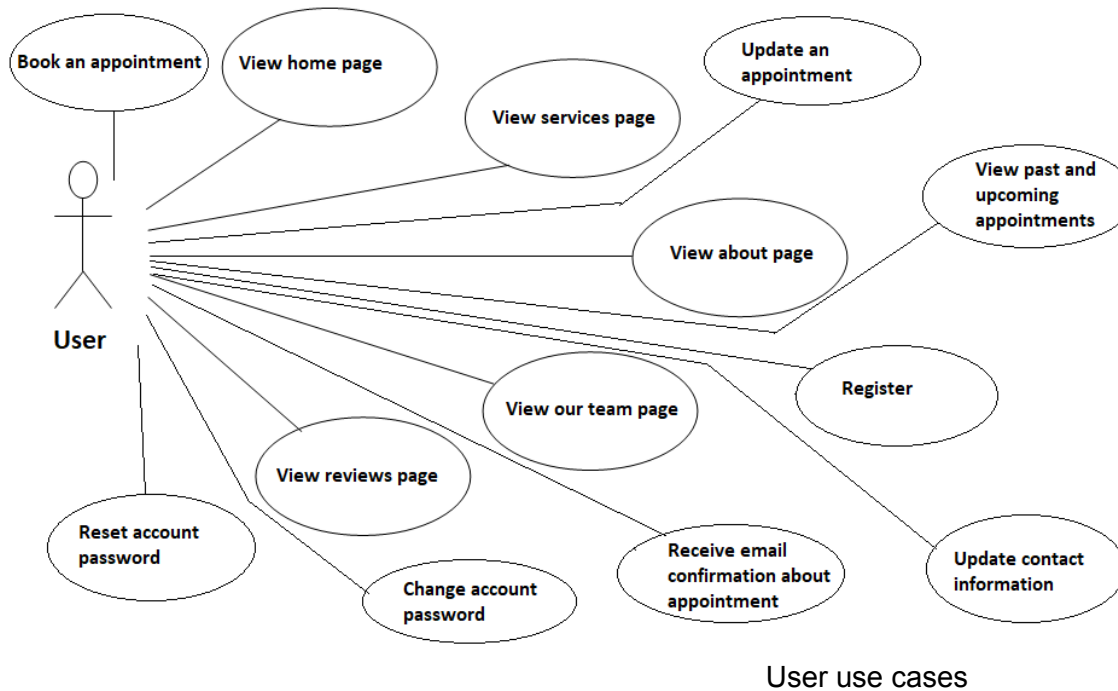 Book an appointment
View home page
Update an
appointment
View services page
View past and
upcoming
appointments
View about page
User
Register
View our team page
View reviews page
Reset account
password
Change account
password
Receive email
confirmation about
appointment
Update contact
information
User use cases